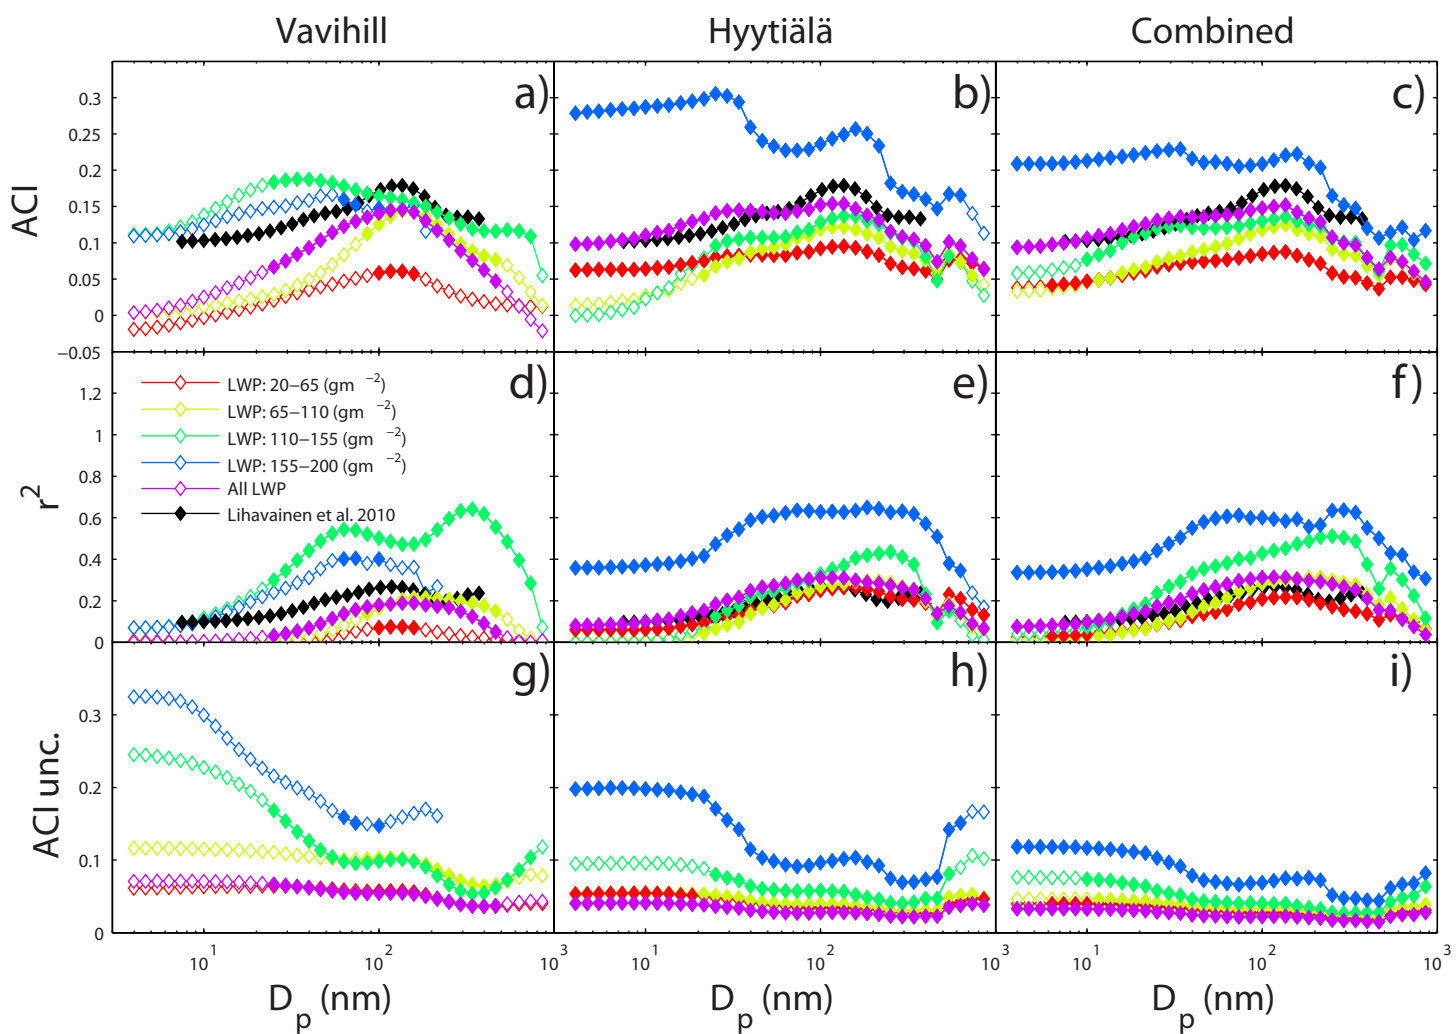 Vavihill Hyytiälä Combined
a) b) c)
ACI
0.3
0.25
0.2
0.15
0.1
0.05
0
−0.05
d) e) f)
r²
1.2
1
0.8
0.6
0.4
0.2
0
LWP: 20−65 (gm ⁻²)
LWP: 65−110 (gm ⁻²)
LWP: 110−155 (gm ⁻²)
LWP: 155−200 (gm ⁻²)
All LWP
Lihavainen et al. 2010
g) h) i)
ACI unc.
0.3
0.2
0.1
0
10¹ 10² 10³ 10¹ 10² 10³ 10¹ 10² 10³
D_p (nm) D_p (nm) D_p (nm)